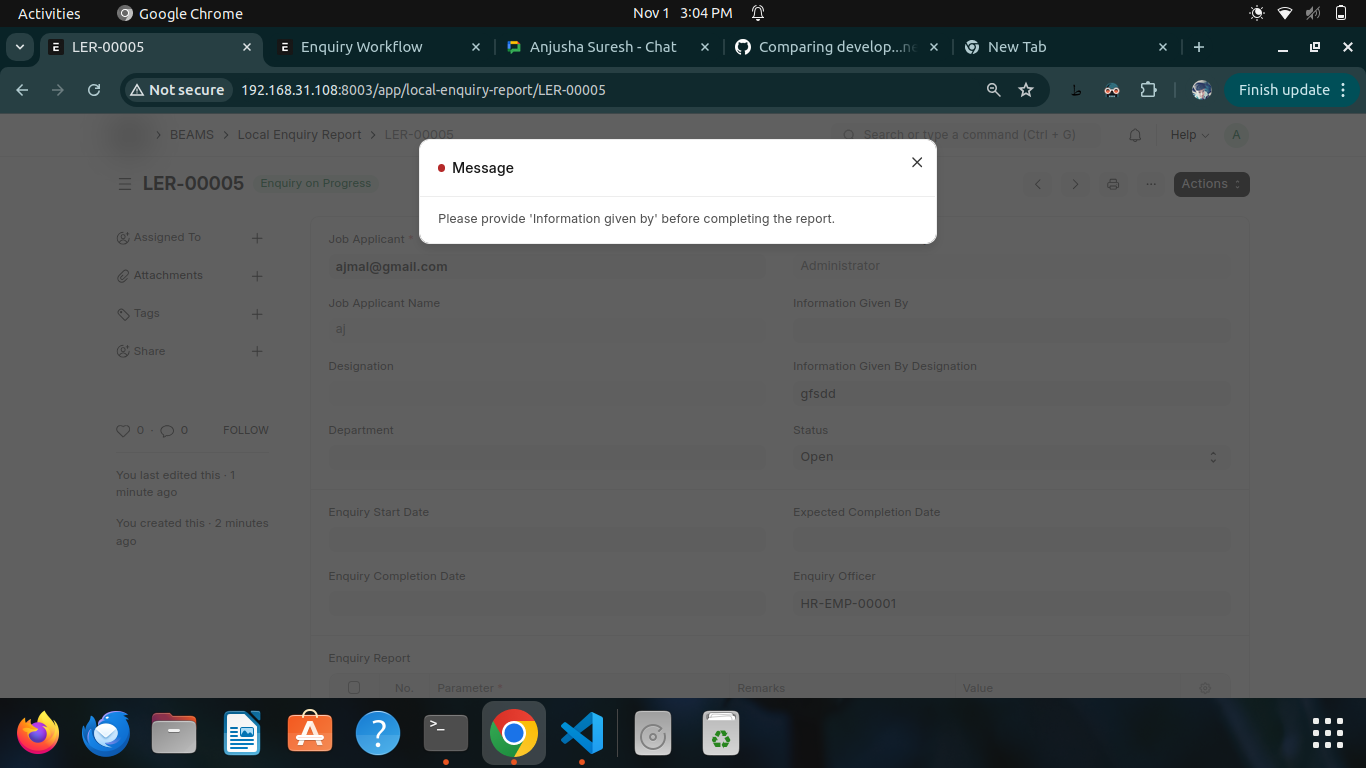 Activities
Google Chrome
Nov 1 3:04 PM
LER-00005
Enquiry Workflow
Anjusha Suresh - Chat
Comparing develop...ne
New Tab
Not secure
192.168.31.108:8003/app/local-enquiry-report/LER-00005
Finish update
BEAMS
Local Enquiry Report
LER-00005
Search or type a command (Ctrl + G)
Help
A
Message
LER-00005
Enquiry on Progress
Actions
Please provide 'Information given by' before completing the report.
Assigned To
Attachments
Tags
Share
0 · 0
FOLLOW
You last edited this · 1
minute ago
You created this · 2 minutes
ago
Job Applicant *
ajmal@gmail.com
Administrator
Job Applicant Name
aj
Information Given By
Designation
Information Given By Designation
gfsdd
Department
Status
Open
Enquiry Start Date
Expected Completion Date
Enquiry Completion Date
Enquiry Officer
HR-EMP-00001
Enquiry Report
No.
Parameter *
Remarks
Value